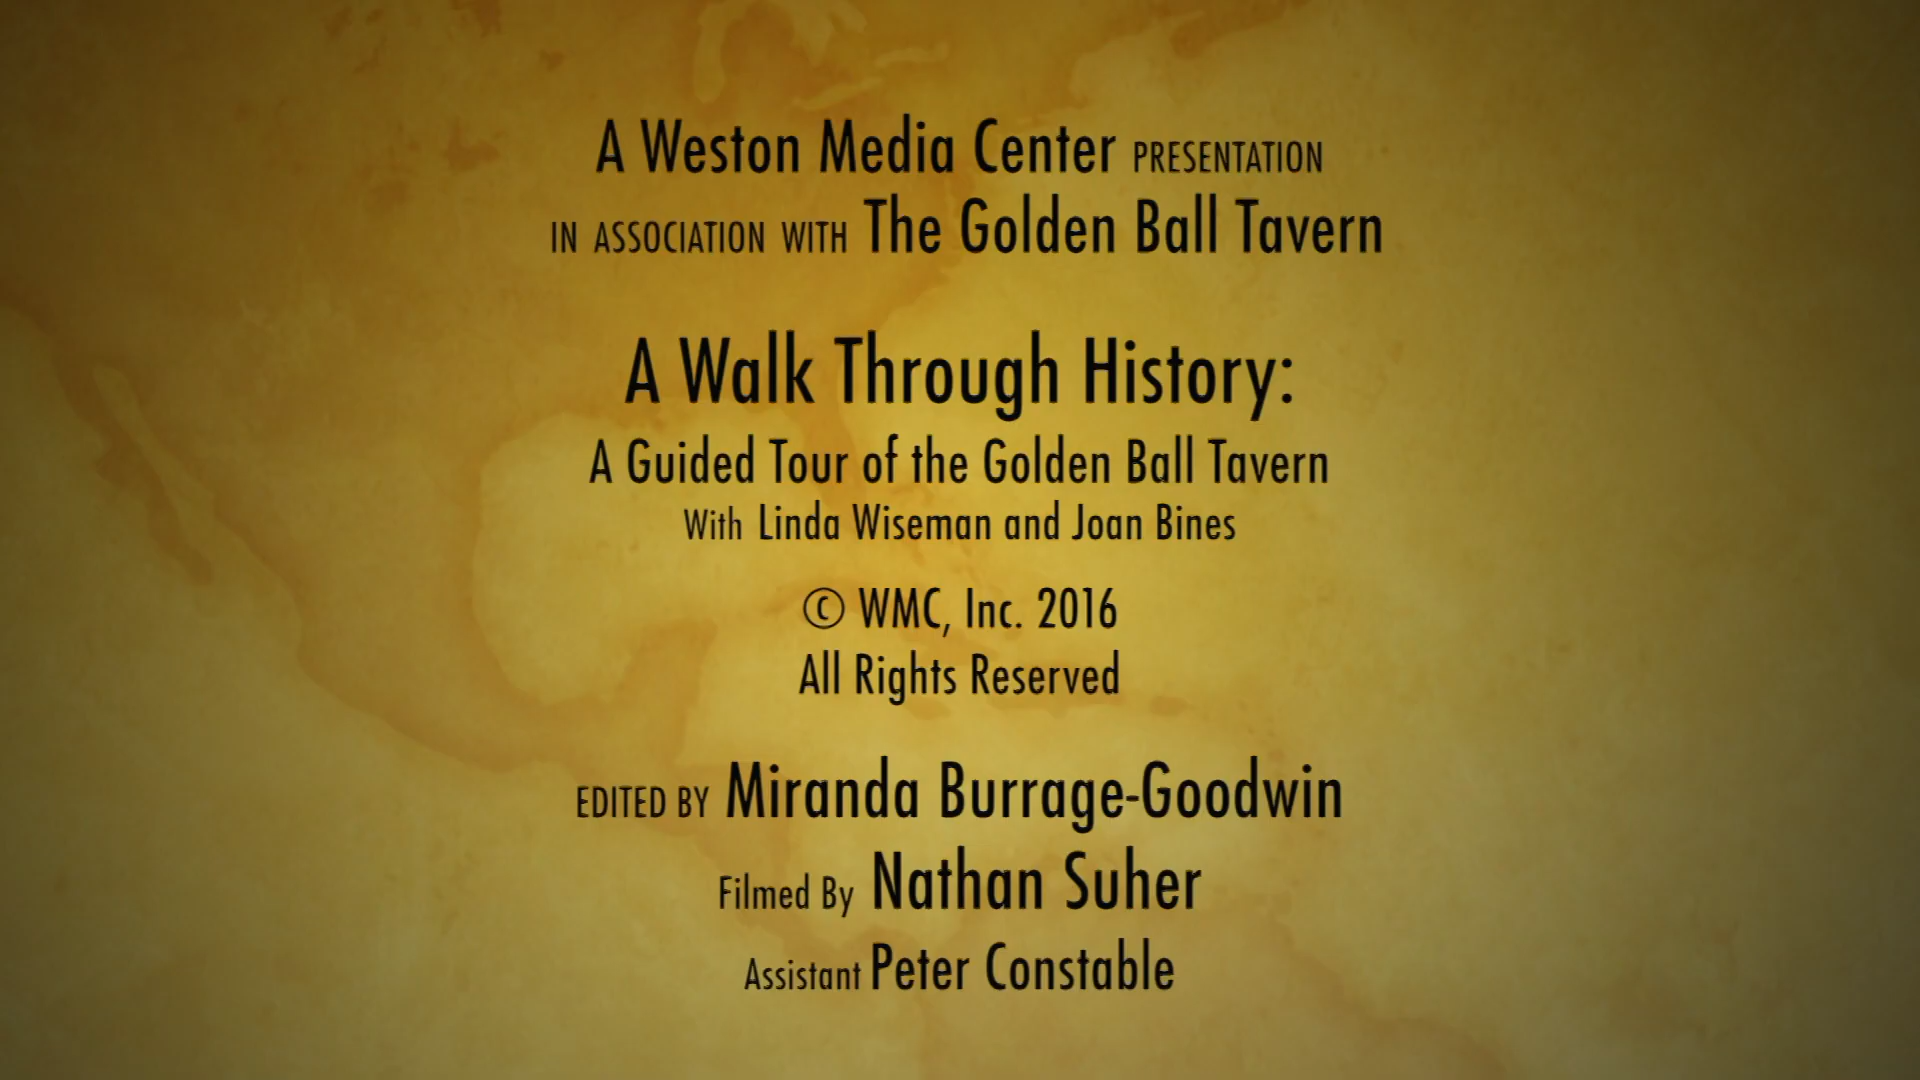 A Weston Media Center PRESENTATION
IN ASSOCIATION WITH The Golden Ball Tavern
A Walk Through History:
A Guided Tour of the Golden Ball Tavern
With Linda Wiseman and Joan Bines
© WMC, Inc. 2016
All Rights Reserved
EDITED BY Miranda Burrage-Goodwin
Filmed By Nathan Suher
Assistant Peter Constable